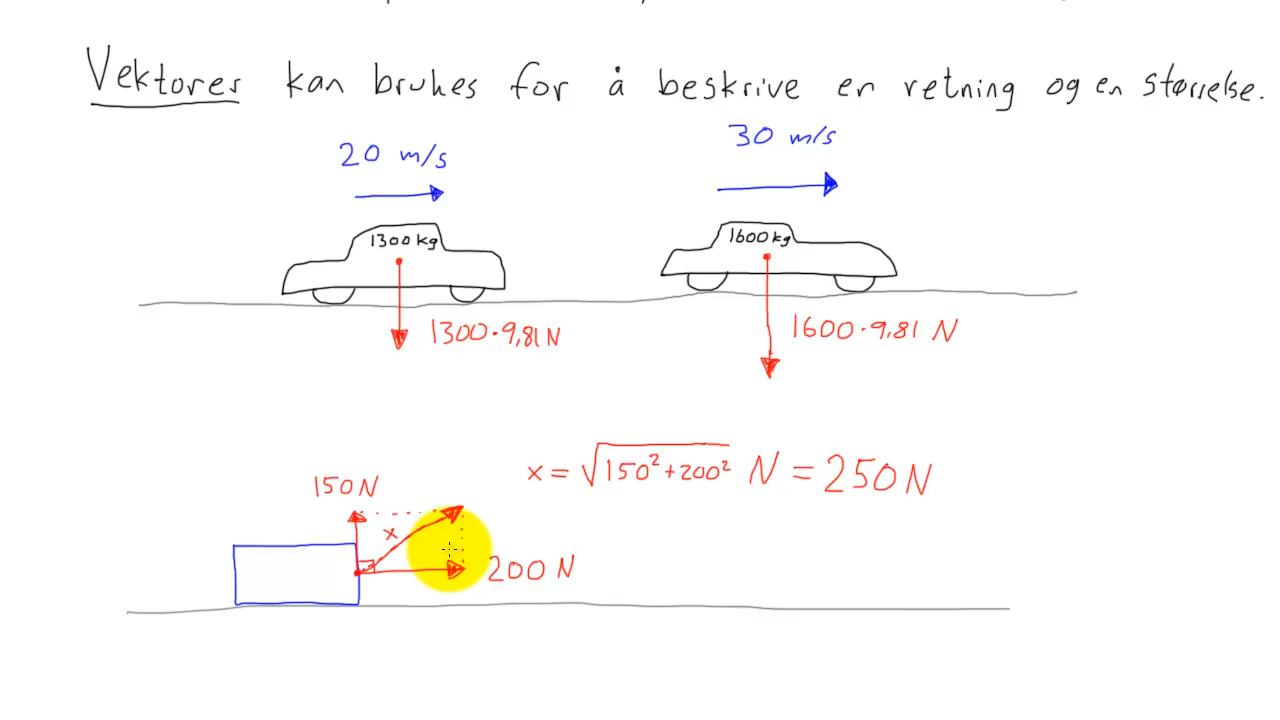 Vektorer kan brukes for å beskrive en retning og en størrelse.
20 m/s
30 m/s
1300 kg
1600 kg
1300·9,81 N
1600·9,81 N
x = √150² + 200² N = 250 N
150 N
x
200 N